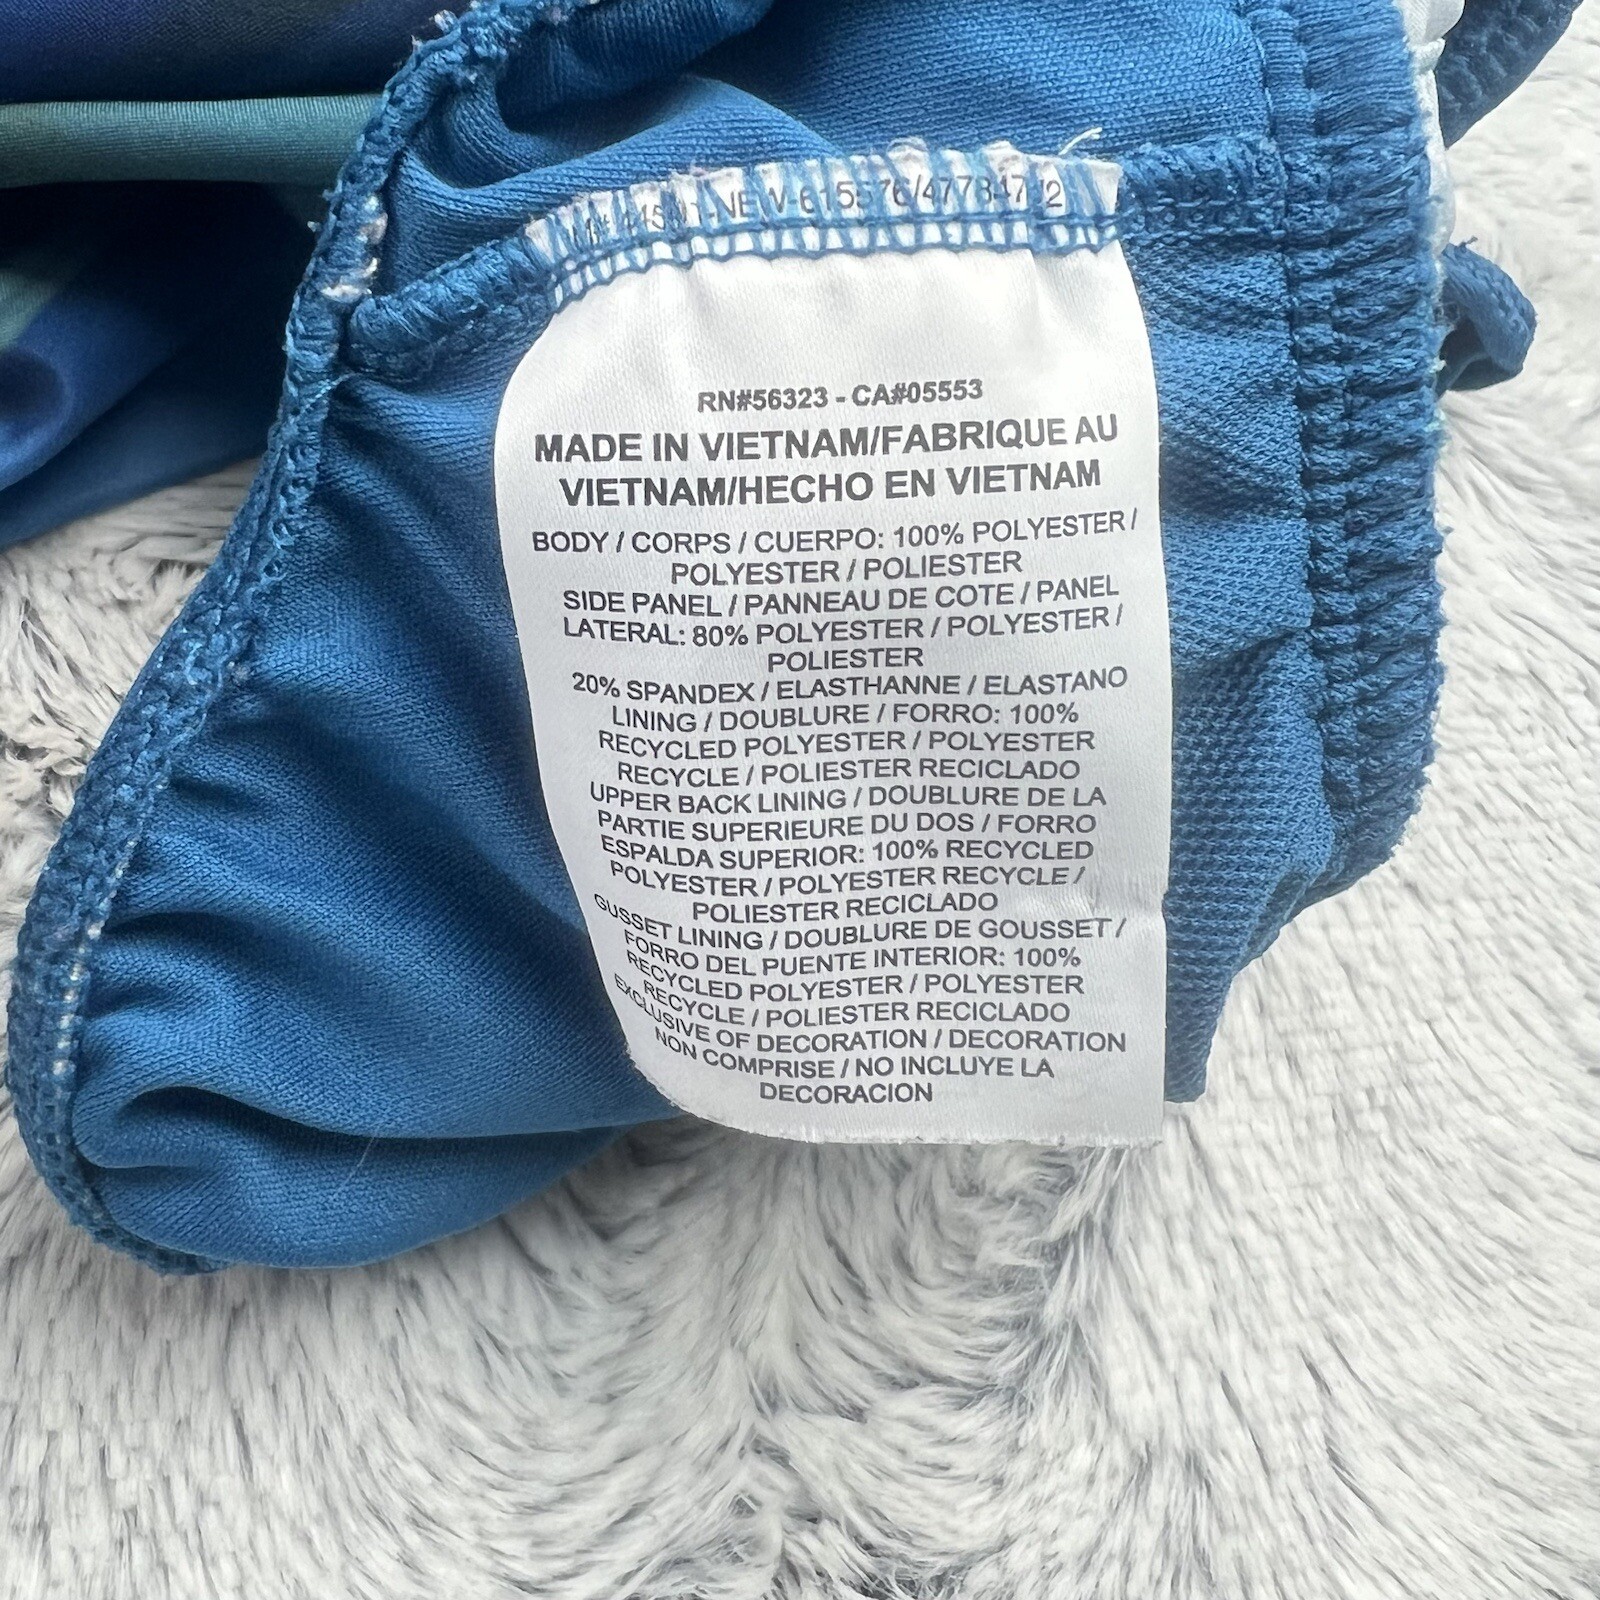 RN#56323 - CA#05553
MADE IN VIETNAM/FABRIQUE AU
VIETNAM/HECHO EN VIETNAM
BODY / CORPS / CUERPO: 100% POLYESTER /
POLYESTER / POLIESTER
SIDE PANEL / PANNEAU DE COTE / PANEL
LATERAL: 80% POLYESTER / POLYESTER /
POLIESTER
20% SPANDEX / ELASTHANNE / ELASTANO
LINING / DOUBLURE / FORRO: 100%
RECYCLED POLYESTER / POLYESTER
RECYCLE / POLIESTER RECICLADO
UPPER BACK LINING / DOUBLURE DE LA
PARTIE SUPERIEURE DU DOS / FORRO
ESPALDA SUPERIOR: 100% RECYCLED
POLYESTER / POLYESTER RECYCLE /
POLIESTER RECICLADO
GUSSET LINING / DOUBLURE DE GOUSSET /
FORRO DEL PUENTE INTERIOR: 100%
RECYCLED POLYESTER / POLYESTER
RECYCLE / POLIESTER RECICLADO
EXCLUSIVE OF DECORATION / DECORATION
NON COMPRISE / NO INCLUYE LA
DECORACION